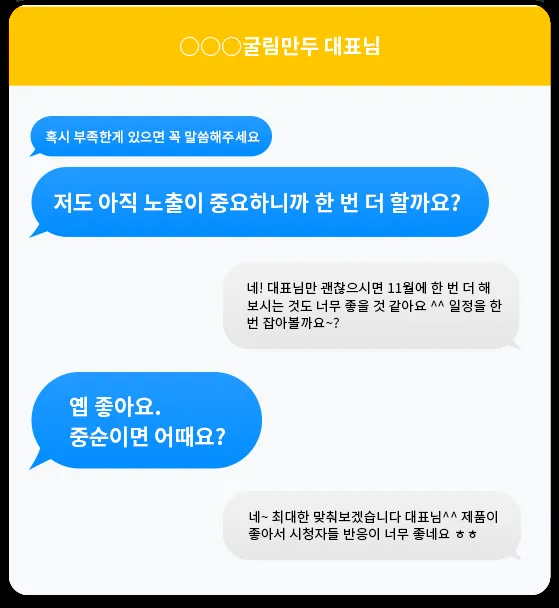 ○○○굴림만두 대표님
혹시 부족한게 있으면 꼭 말씀해주세요
저도 아직 노출이 중요하니까 한 번 더 할까요?
네! 대표님만 괜찮으시면 11월에 한 번 더 해
보시는 것도 너무 좋을 것 같아요 ^^ 일정을 한
번 잡아볼까요~?
옙 좋아요.
중순이면 어때요?
네~ 최대한 맞춰보겠습니다 대표님^^ 제품이
좋아서 시청자들 반응이 너무 좋네요 ㅎㅎ